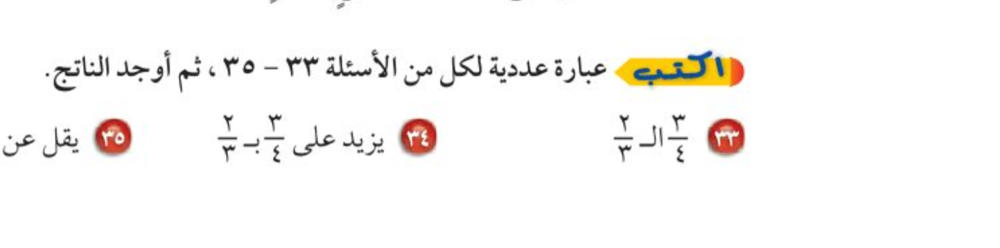 اكتب عبارة عددية لكل من الأسئلة ٣٣ – ٣٥ ، ثم أوجد الناتج.
٣٣ ٣/٤ الـ ٢/٣ ٣٤ يزيد على ٣/٤ بـ ٢/٣ ٣٥ يقل عن